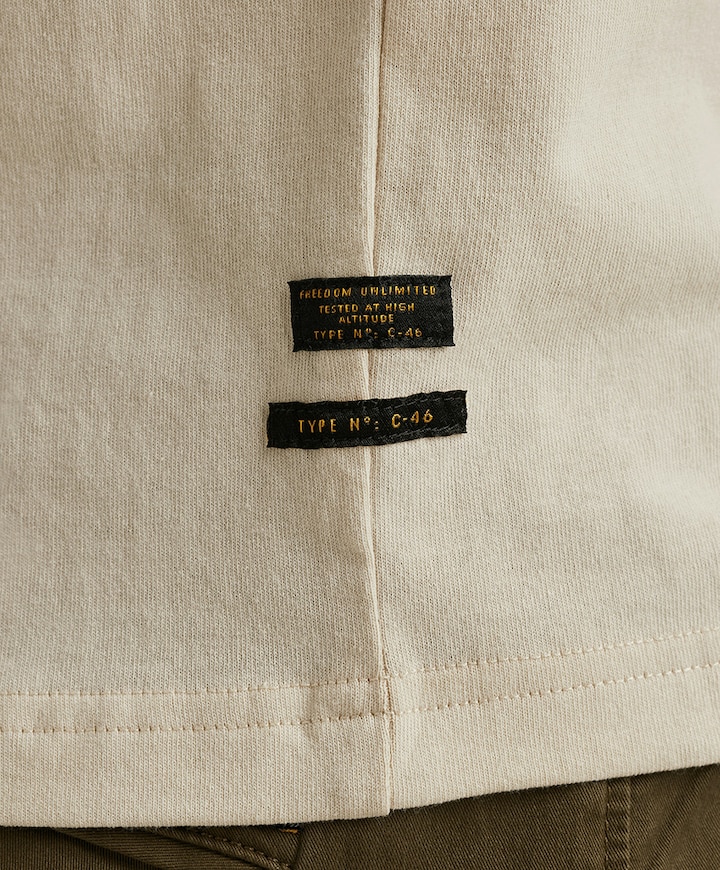 FREEDOM UNLIMITED
TESTED AT HIGH
ALTITUDE
TYPE Nº: C-46
TYPE Nº: C-46